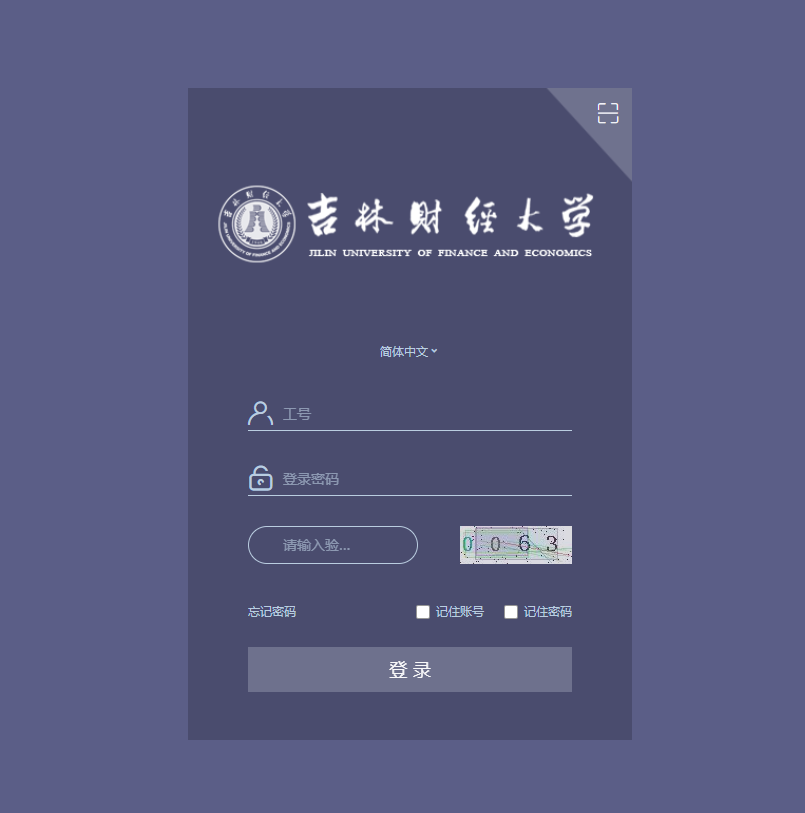 吉林财经大学
JILIN UNIVERSITY OF FINANCE AND ECONOMICS
简体中文
工号
登录密码
请输入验...
0063
忘记密码 记住账号 记住密码
登 录